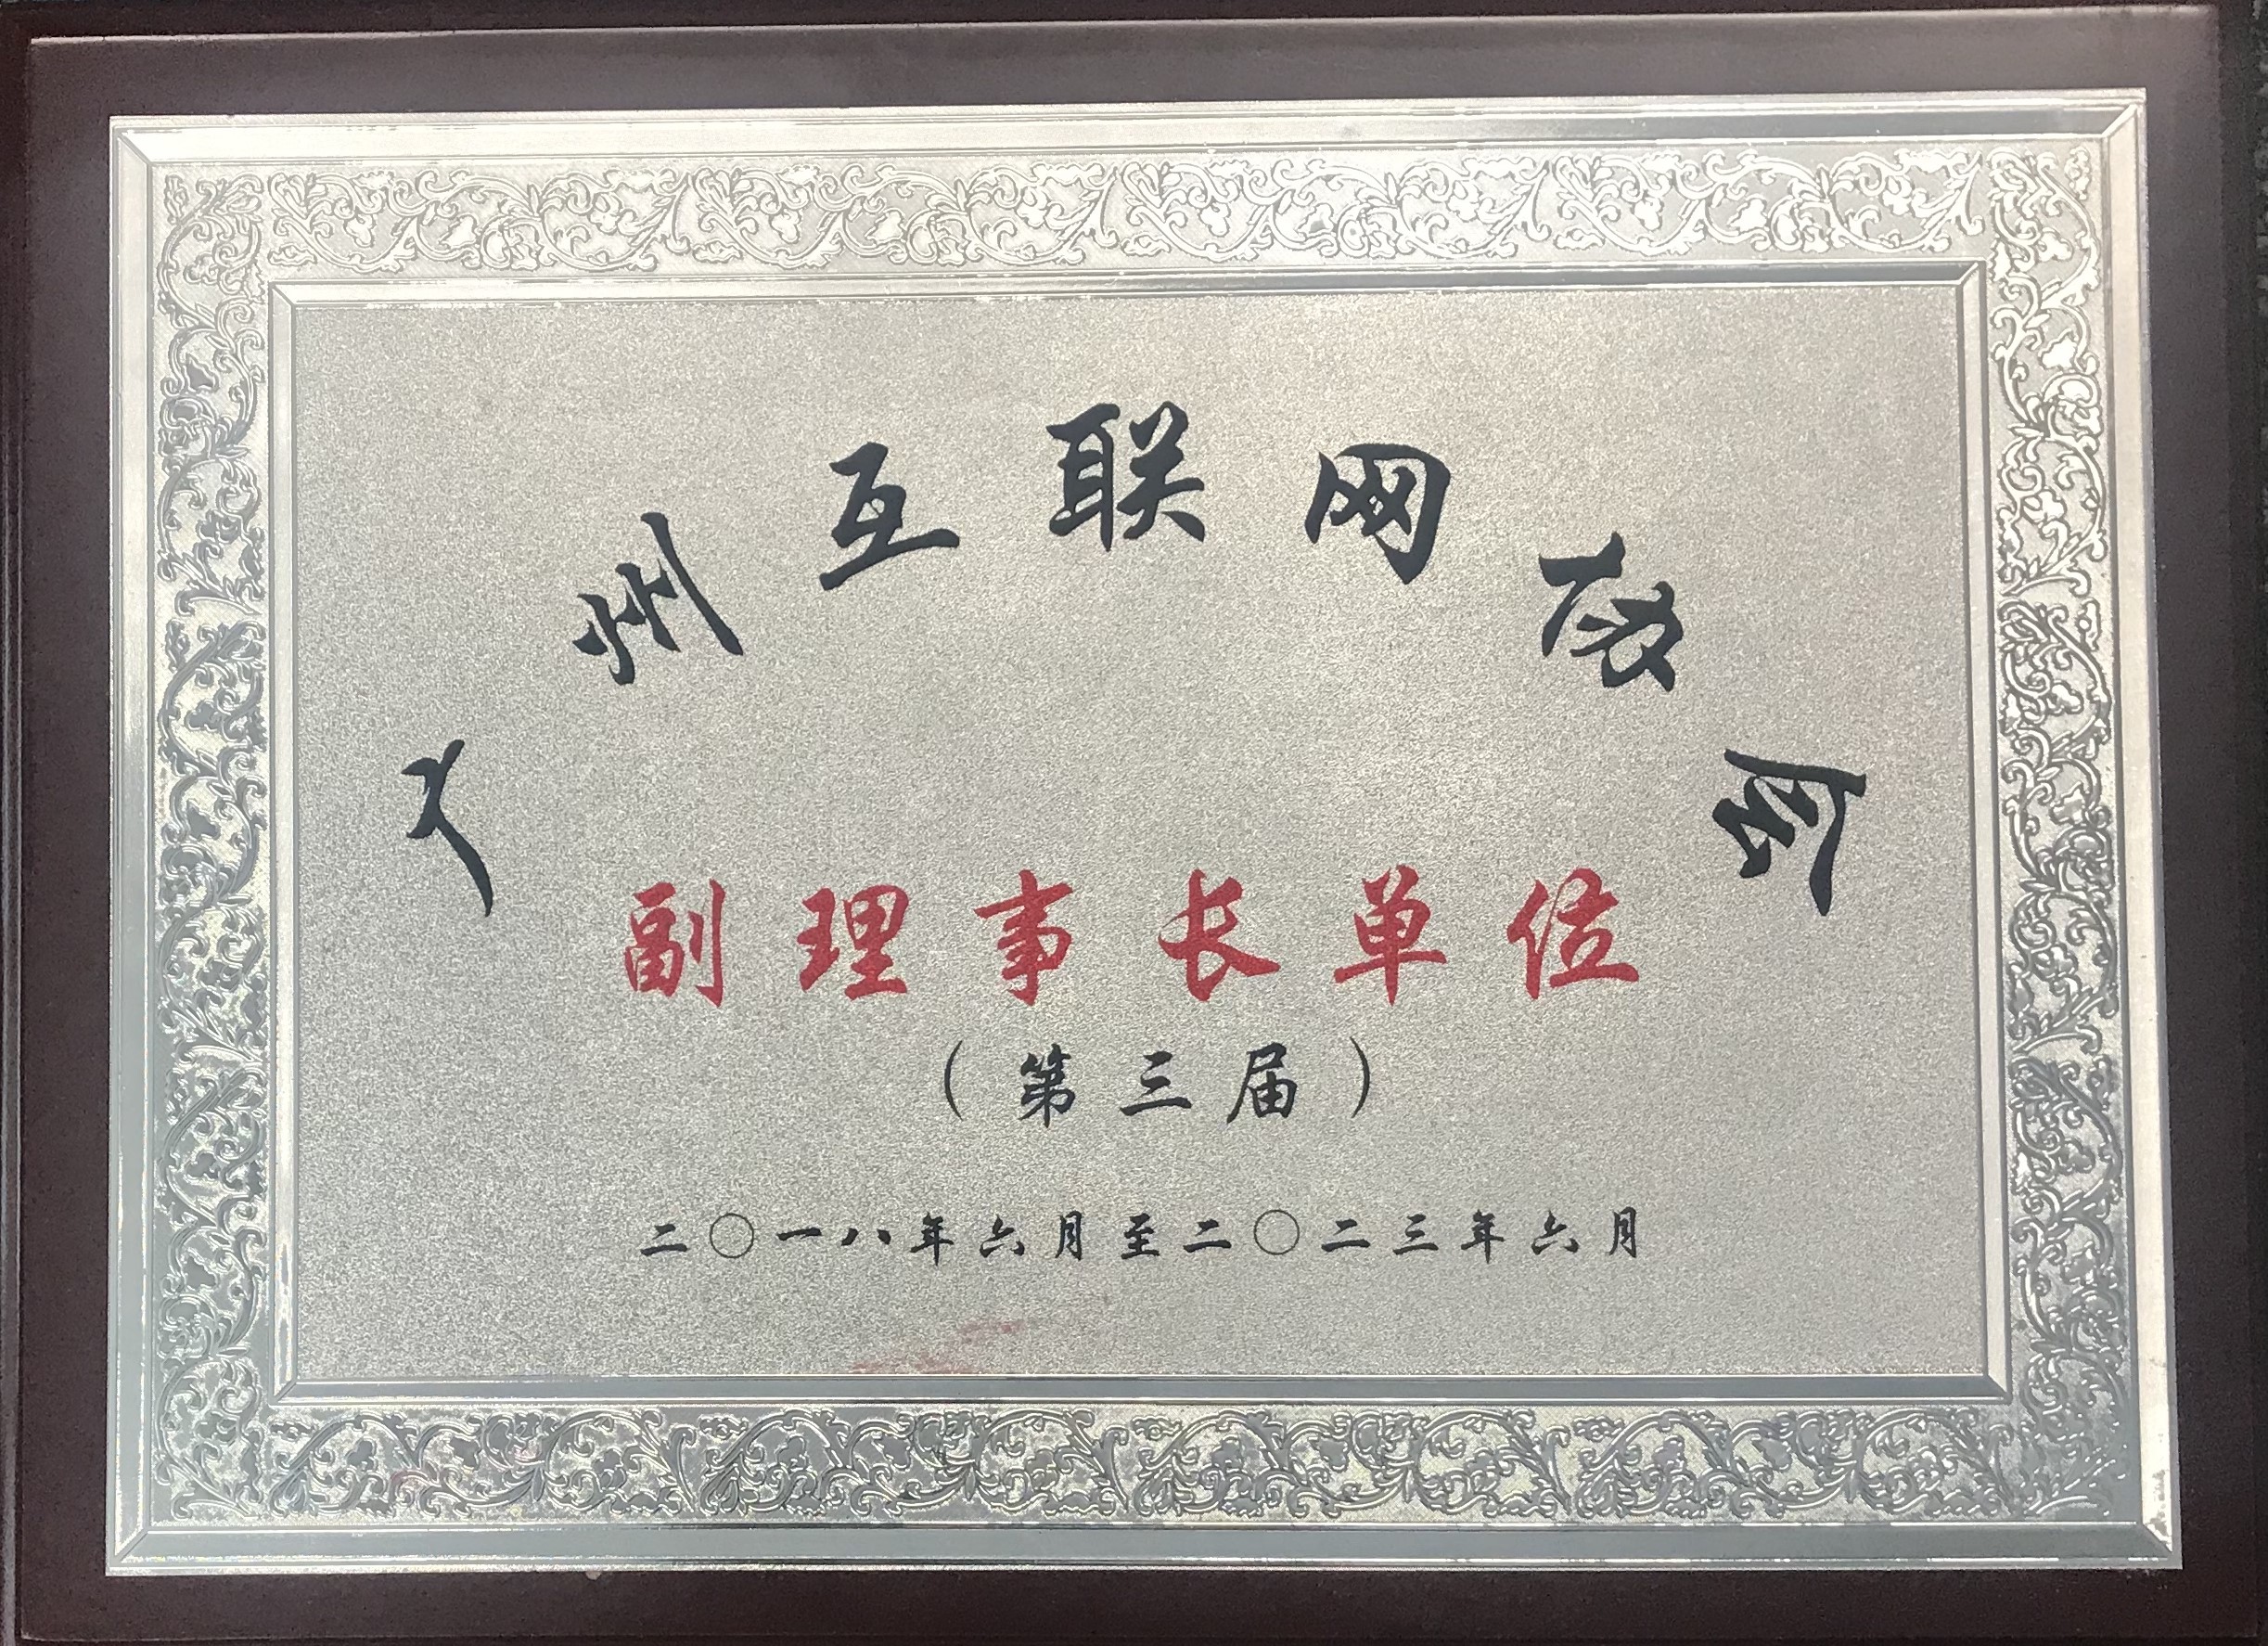 广州互联网协会
副理事长单位
（第三届）
二〇一八年六月至二〇二三年六月